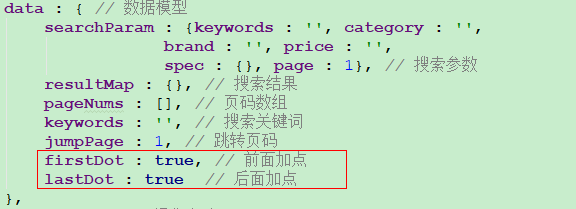 data : { // 数据模型
searchParam : {keywords : '', category : '',
brand : '', price : '',
spec : {}, page : 1}, // 搜索参数
resultMap : {}, // 搜索结果
pageNums : [], // 页码数组
keywords : '', // 搜索关键词
jumpPage : 1, // 跳转页码
firstDot : true, // 前面加点
lastDot : true // 后面加点
},